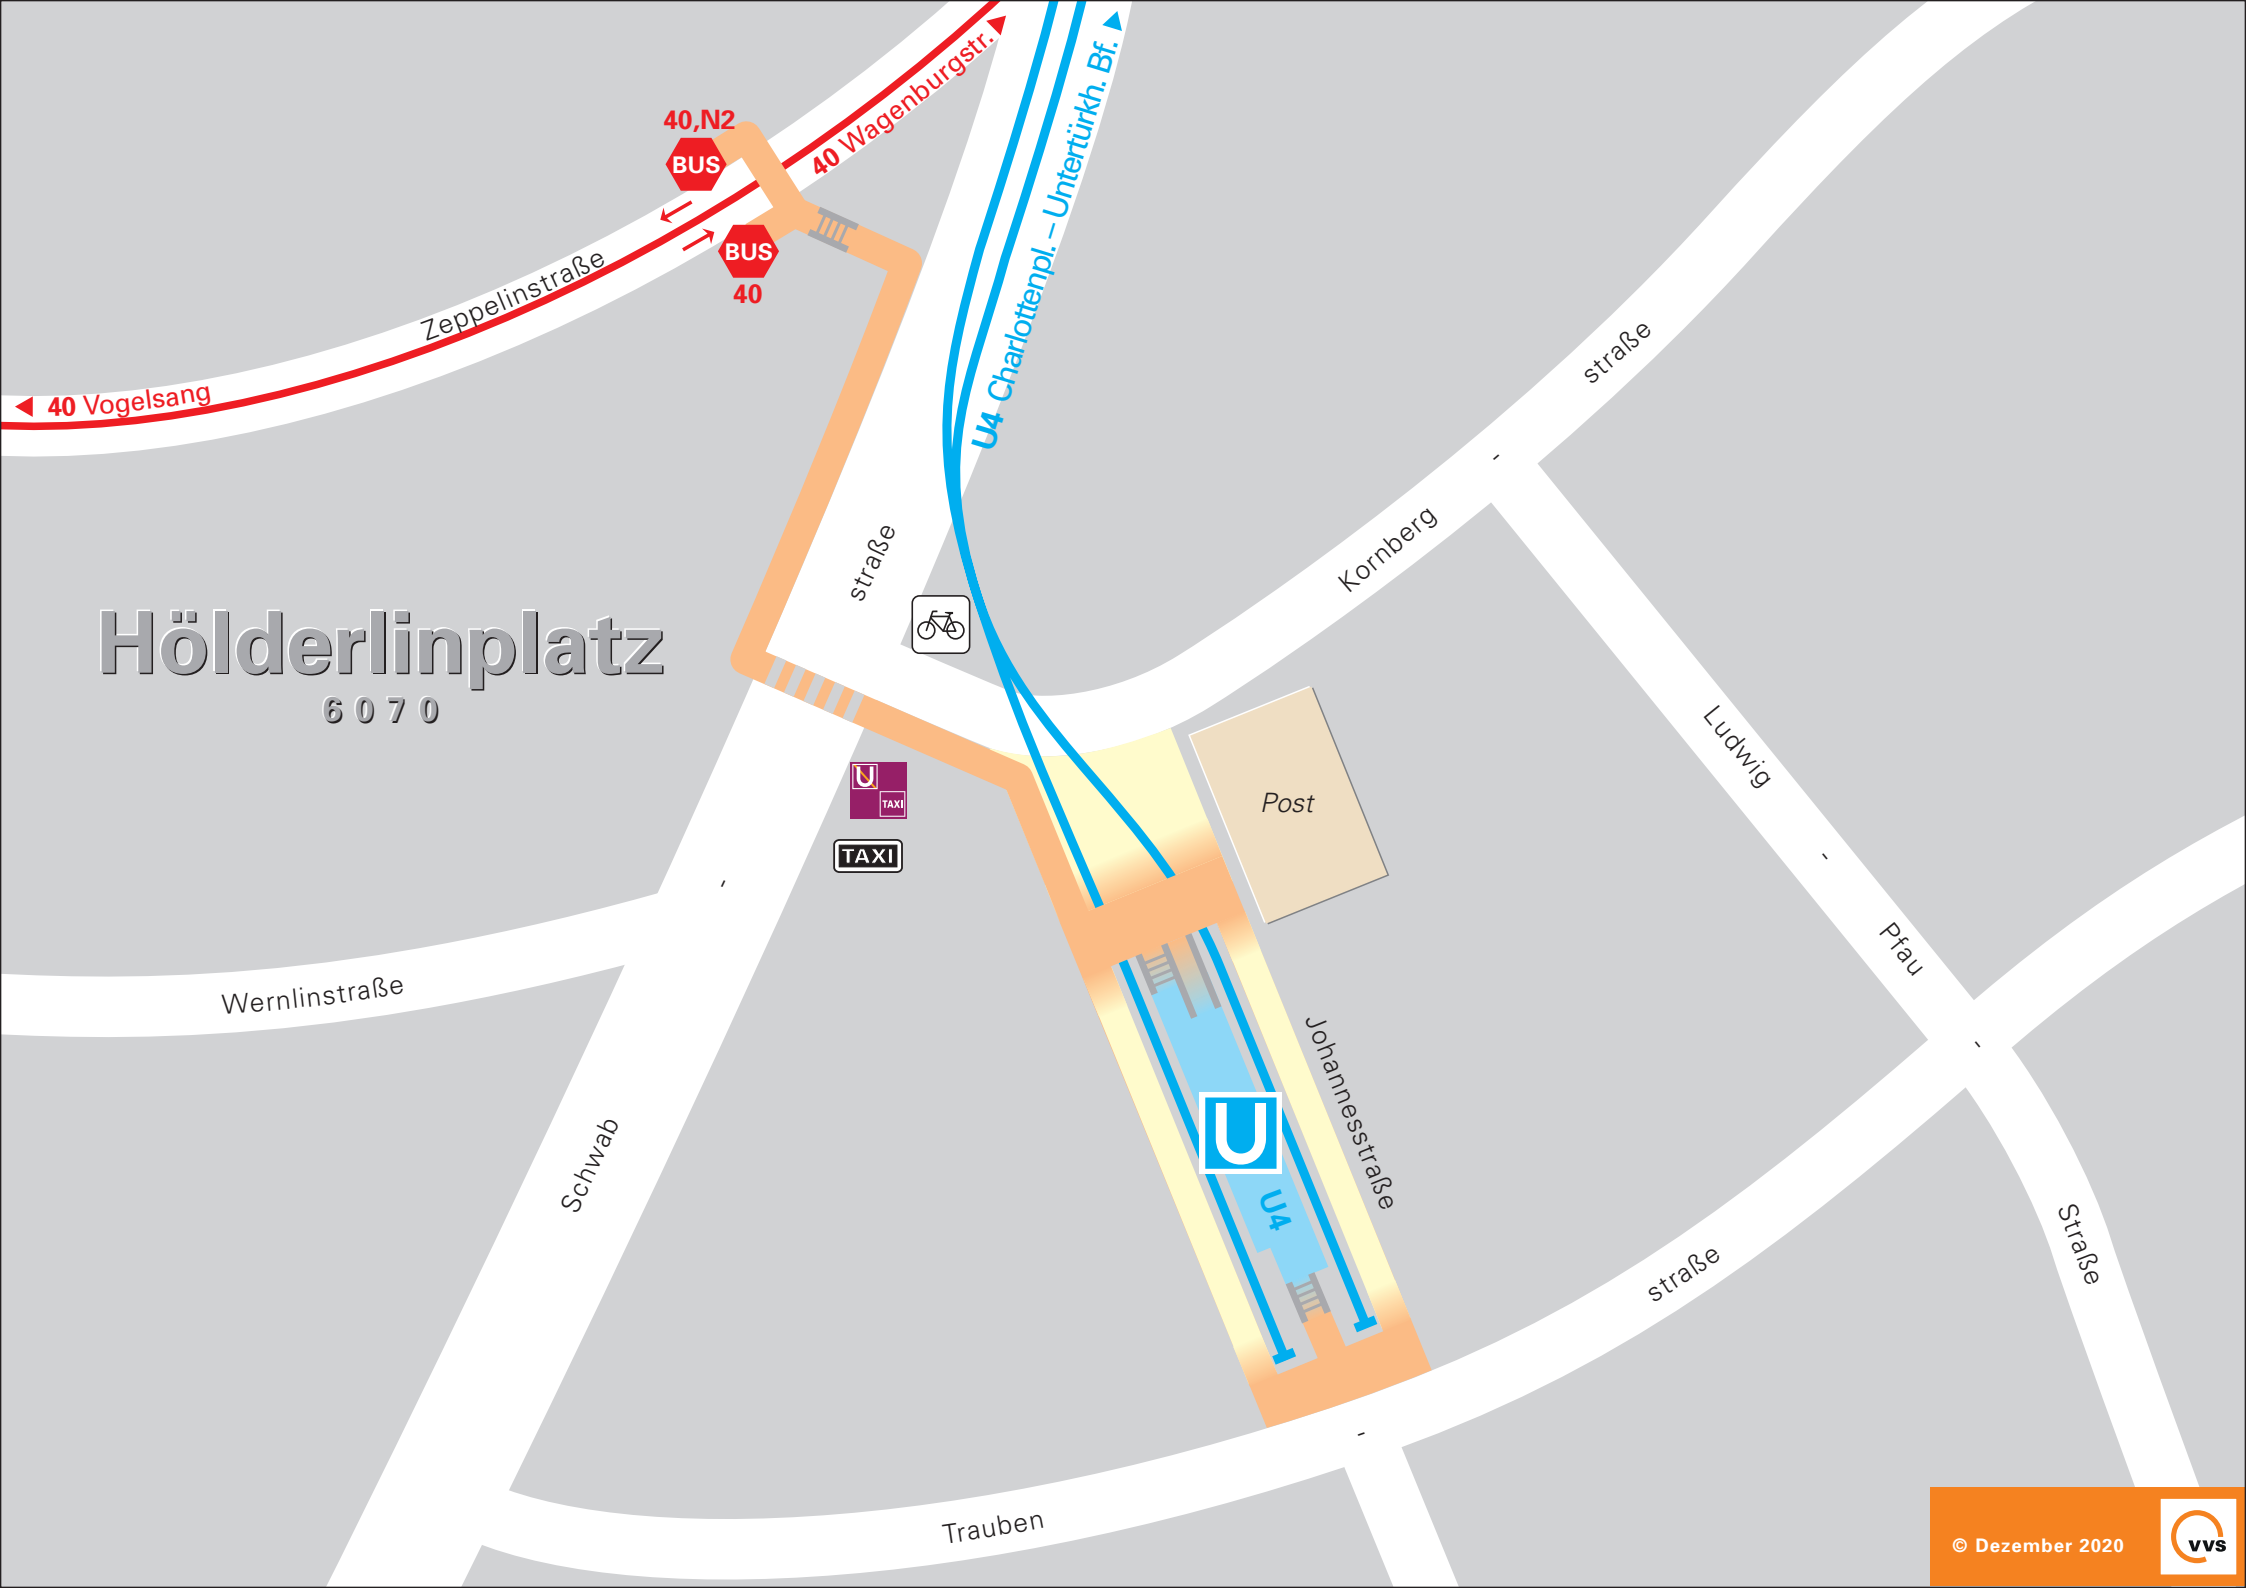 40 Wagenburgstr.
U4 Charlottenpl. – Untertürkh. Bf.
40,N2
BUS
BUS
40
Zeppelinstraße
40 Vogelsang
straße
-
Kornberg
straße
Hölderlinplatz
6070
U
TAXI
TAXI
Post
Ludwig
-
Pfau
-
Straße
-
Wernlinstraße
Schwab
Johannesstraße
U
U4
straße
-
Trauben
© Dezember 2020
VVS